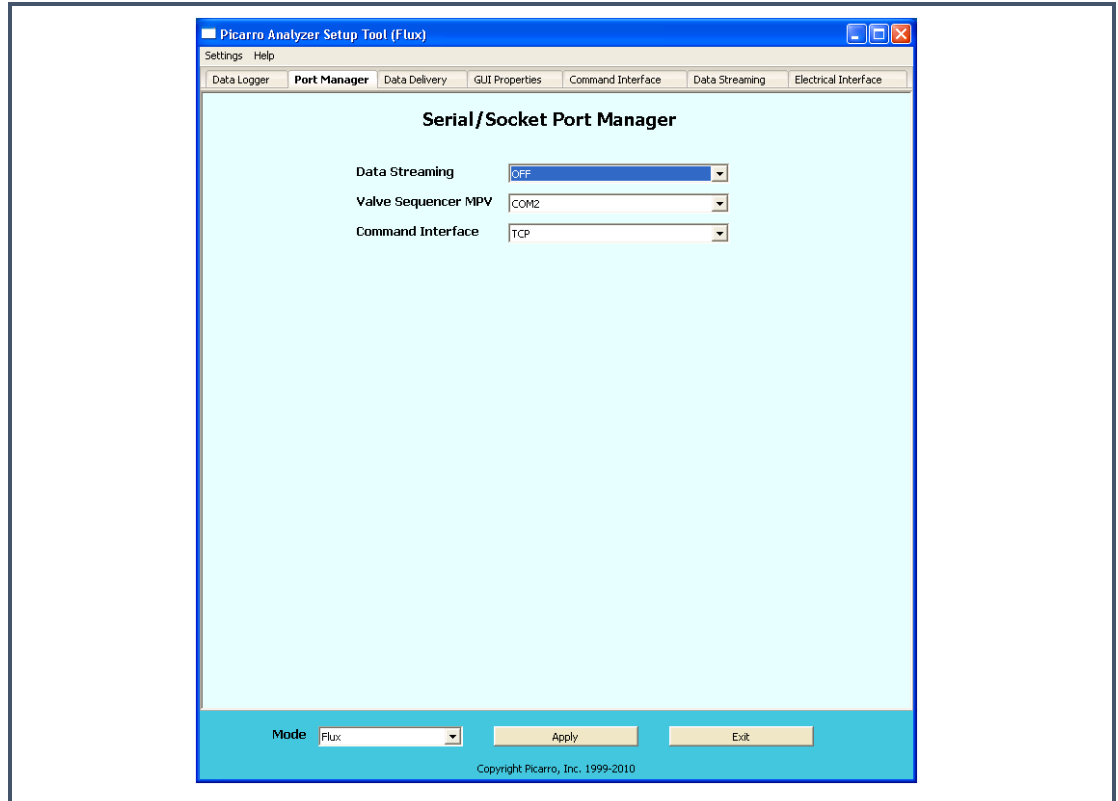 Picarro Analyzer Setup Tool (Flux)
Settings Help
Data Logger Port Manager Data Delivery GUI Properties Command Interface Data Streaming Electrical Interface
Serial/Socket Port Manager
Data Streaming OFF
Valve Sequencer MPV COM2
Command Interface TCP
Mode Flux Apply Exit
Copyright Picarro, Inc. 1999-2010